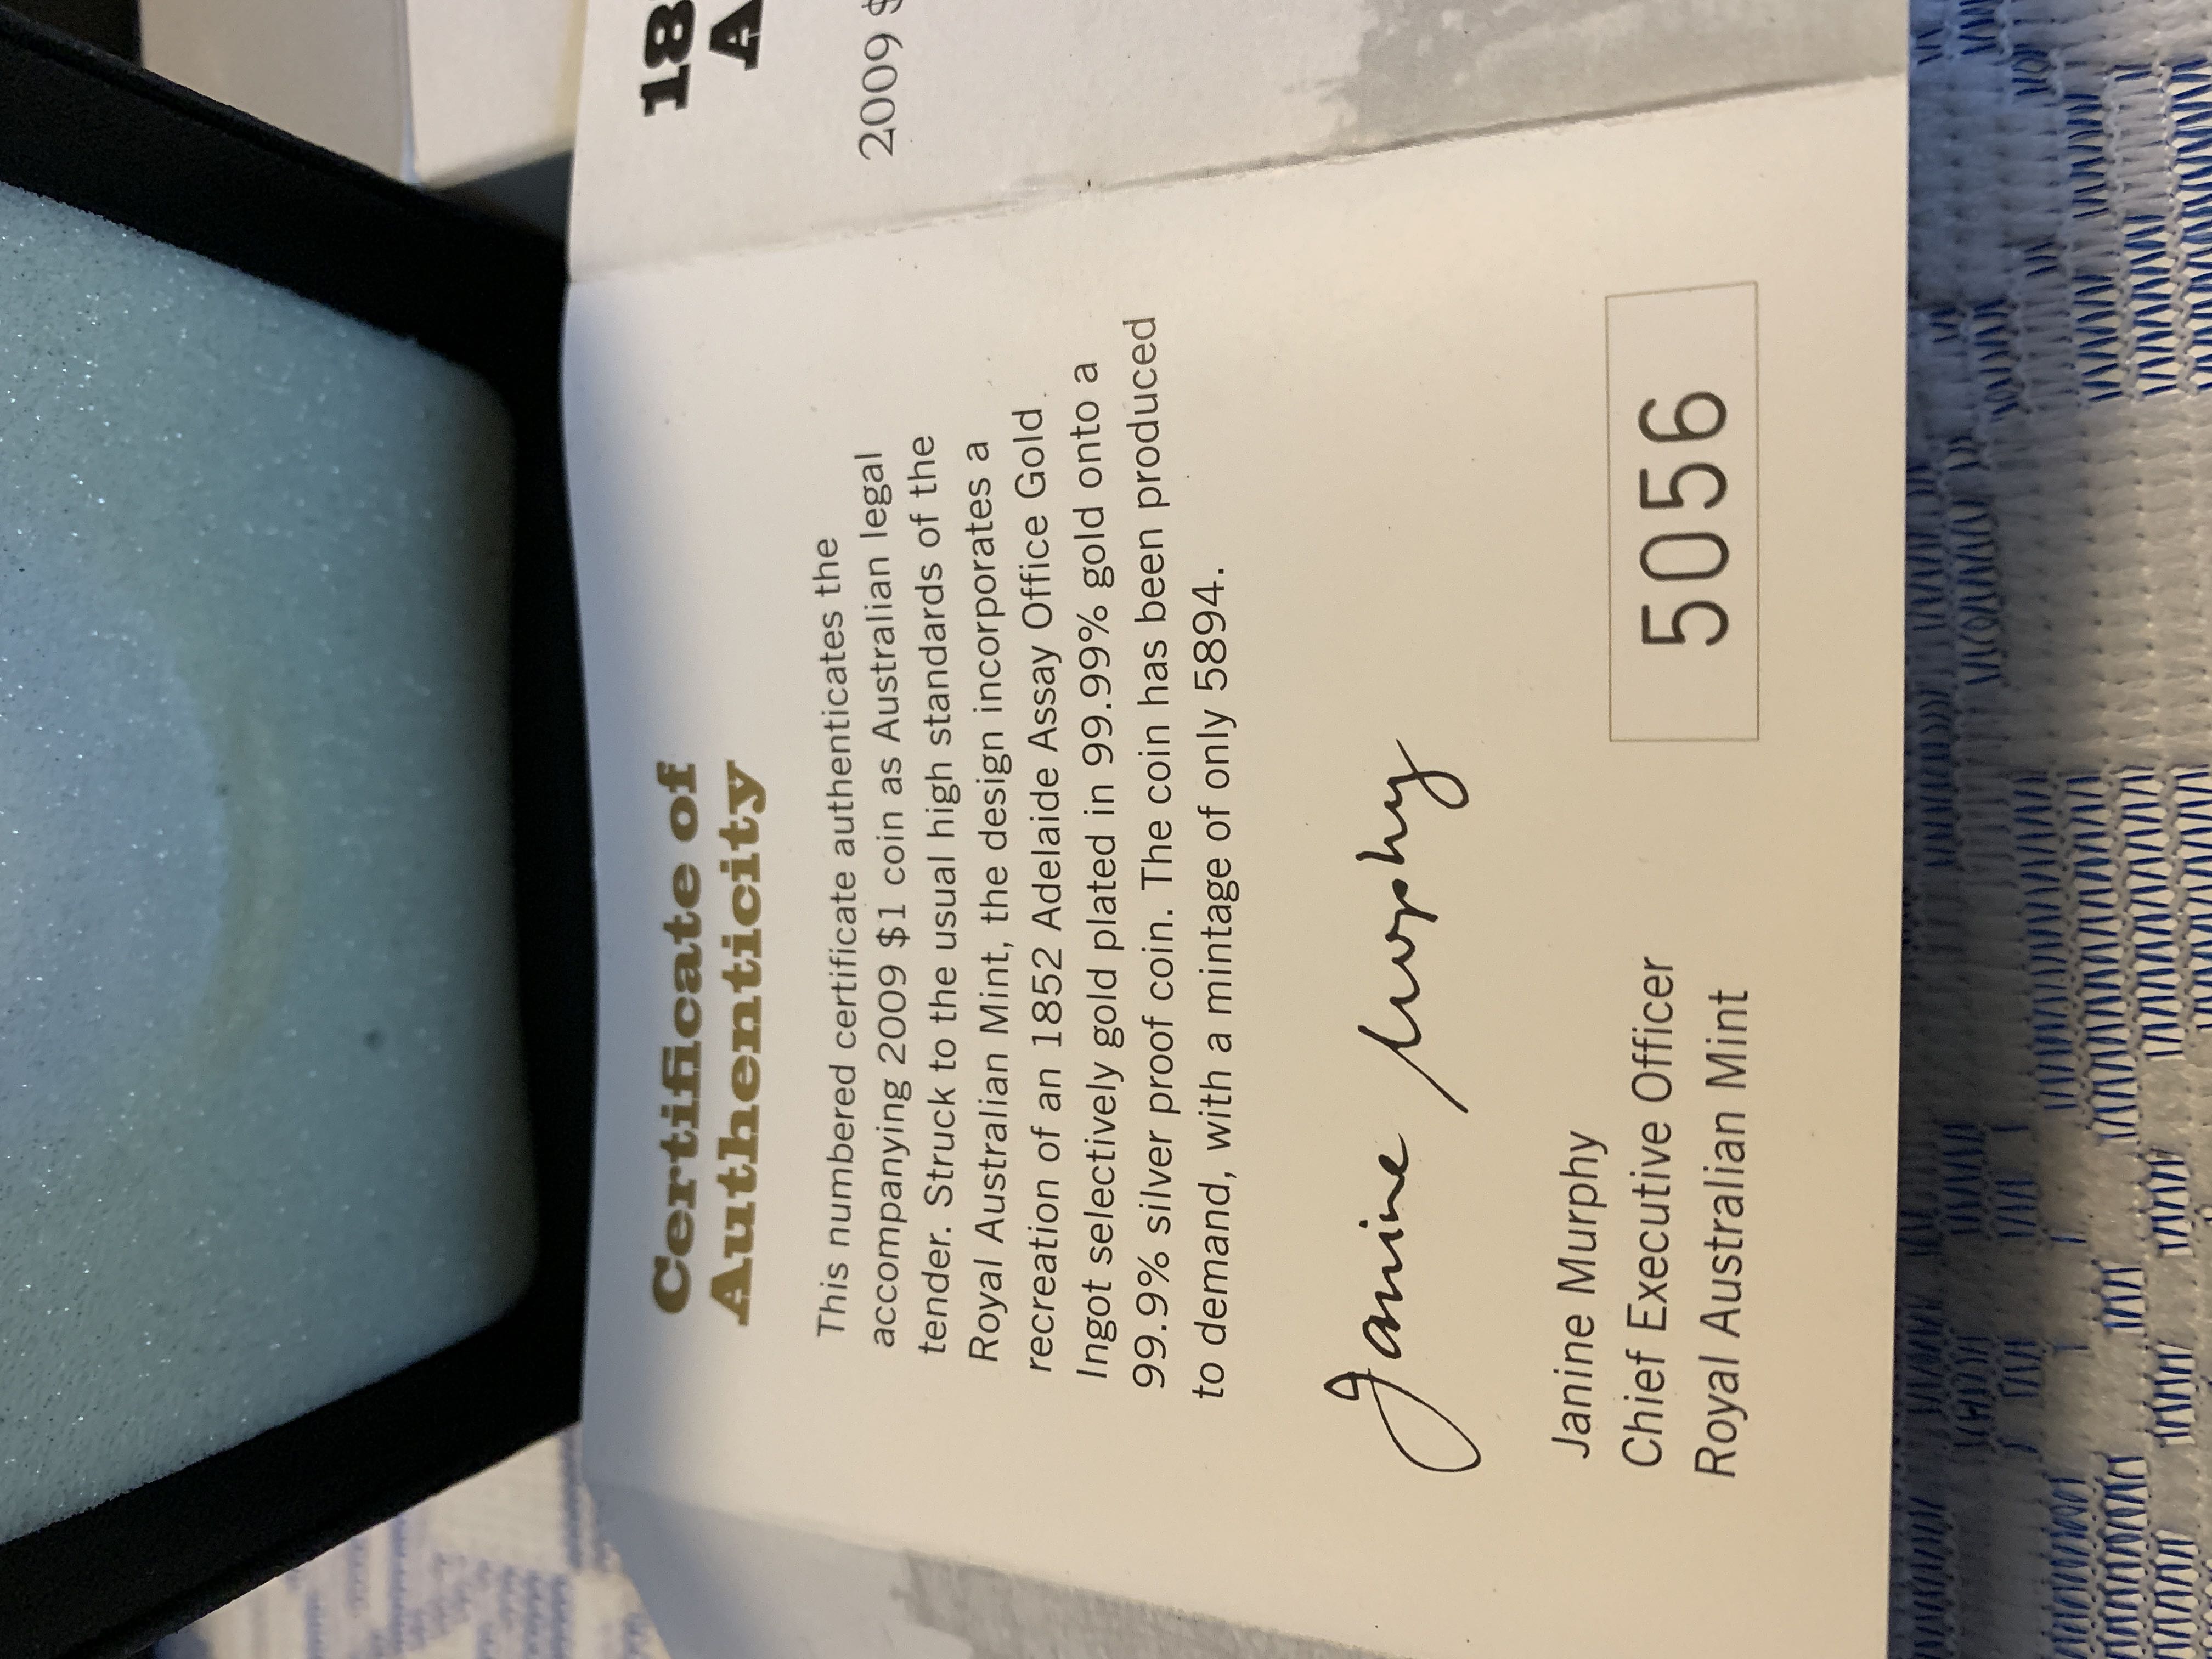 Certificate of
Authenticity
This numbered certificate authenticates the
accompanying 2009 $1 coin as Australian legal
tender. Struck to the usual high standards of the
Royal Australian Mint, the design incorporates a
recreation of an 1852 Adelaide Assay Office Gold
Ingot selectively gold plated in 99.99% gold onto a
99.9% silver proof coin. The coin has been produced
to demand, with a mintage of only 5894.
Janine Murphy
Janine Murphy
Chief Executive Officer
Royal Australian Mint
5056
18
A
2009 $